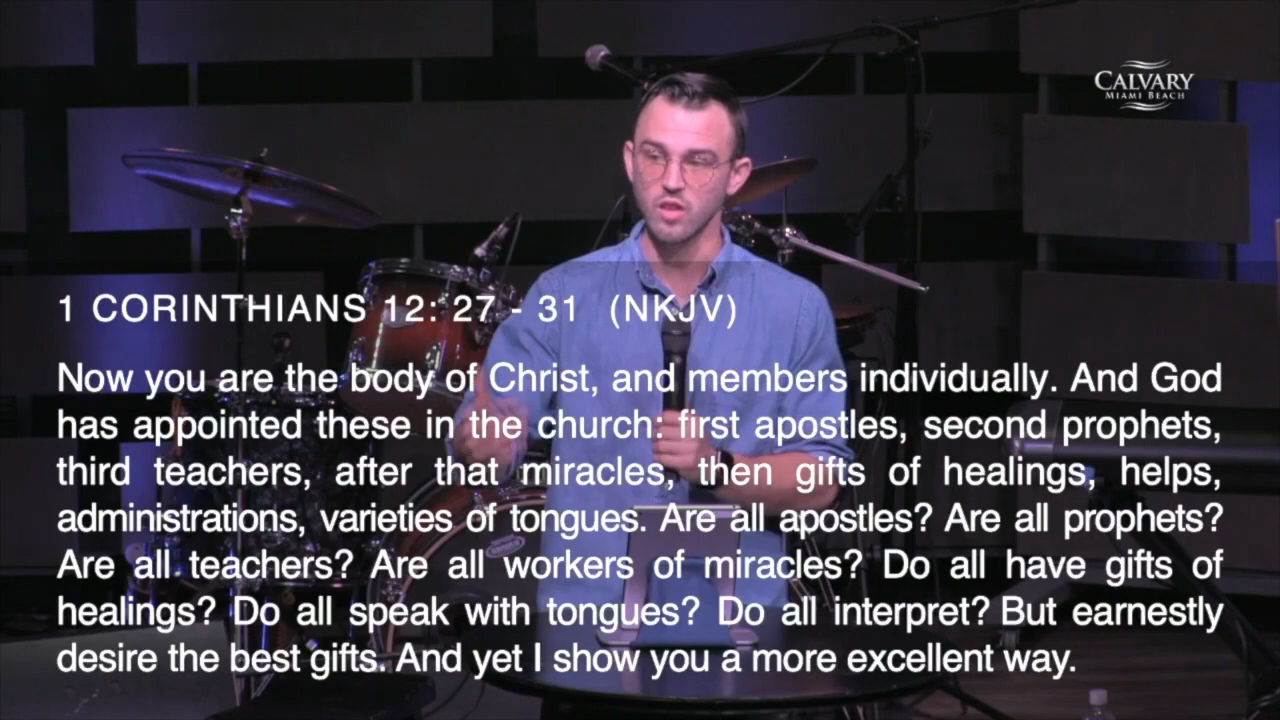 CALVARY
MIAMI BEACH
1 CORINTHIANS 12: 27 - 31 (NKJV)
Now you are the body of Christ, and members individually. And God
has appointed these in the church: first apostles, second prophets,
third teachers, after that miracles, then gifts of healings, helps,
administrations, varieties of tongues. Are all apostles? Are all prophets?
Are all teachers? Are all workers of miracles? Do all have gifts of
healings? Do all speak with tongues? Do all interpret? But earnestly
desire the best gifts. And yet I show you a more excellent way.